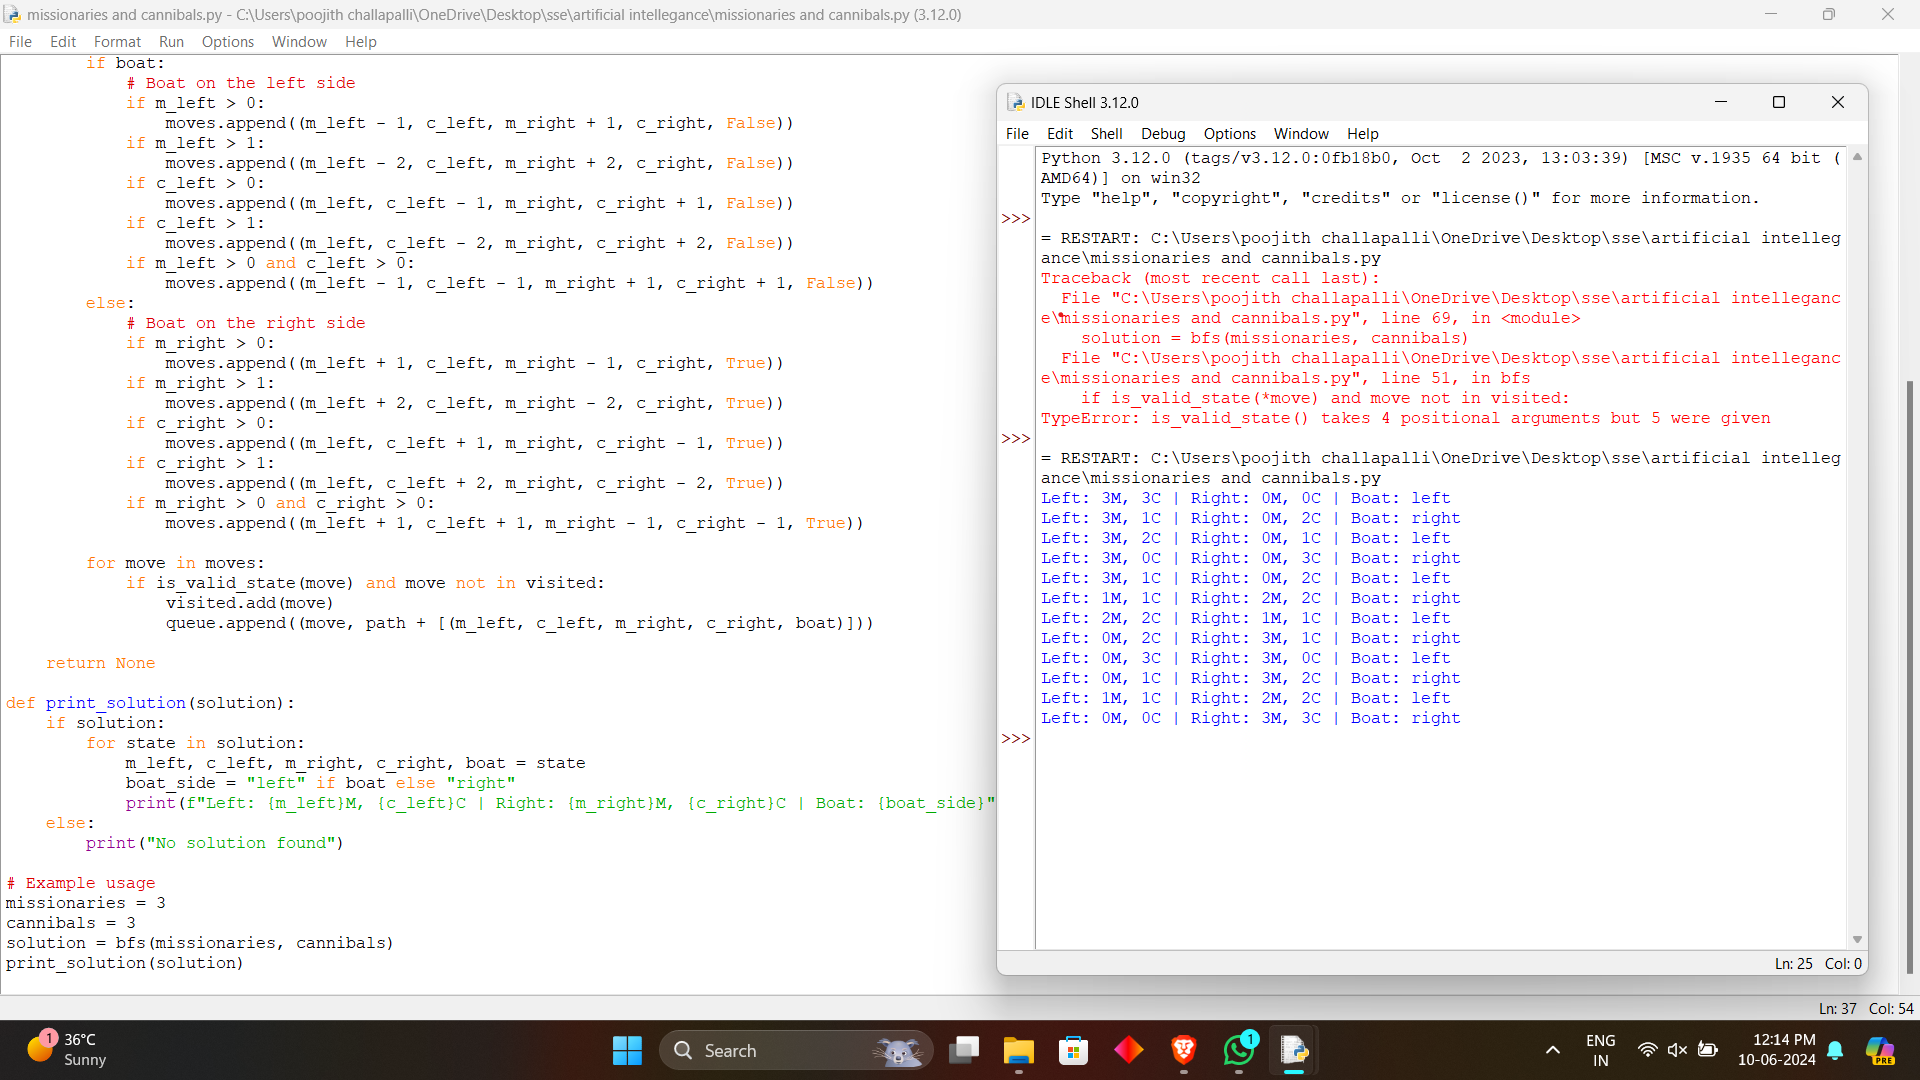 missionaries and cannibals.py - C:\Users\poojith challapalli\OneDrive\Desktop\sse\artificial intellegance\missionaries and cannibals.py (3.12.0)
File Edit Format Run Options Window Help
        if boat:
            # Boat on the left side
            if m_left > 0:
                moves.append((m_left - 1, c_left, m_right + 1, c_right, False))
            if m_left > 1:
                moves.append((m_left - 2, c_left, m_right + 2, c_right, False))
            if c_left > 0:
                moves.append((m_left, c_left - 1, m_right, c_right + 1, False))
            if c_left > 1:
                moves.append((m_left, c_left - 2, m_right, c_right + 2, False))
            if m_left > 0 and c_left > 0:
                moves.append((m_left - 1, c_left - 1, m_right + 1, c_right + 1, False))
        else:
            # Boat on the right side
            if m_right > 0:
                moves.append((m_left + 1, c_left, m_right - 1, c_right, True))
            if m_right > 1:
                moves.append((m_left + 2, c_left, m_right - 2, c_right, True))
            if c_right > 0:
                moves.append((m_left, c_left + 1, m_right, c_right - 1, True))
            if c_right > 1:
                moves.append((m_left, c_left + 2, m_right, c_right - 2, True))
            if m_right > 0 and c_right > 0:
                moves.append((m_left + 1, c_left + 1, m_right - 1, c_right - 1, True))
        for move in moves:
            if is_valid_state(move) and move not in visited:
                visited.add(move)
                queue.append((move, path + [(m_left, c_left, m_right, c_right, boat)]))
    return None
def print_solution(solution):
    if solution:
        for state in solution:
            m_left, c_left, m_right, c_right, boat = state
            boat_side = "left" if boat else "right"
            print(f"Left: {m_left}M, {c_left}C | Right: {m_right}M, {c_right}C | Boat: {boat_side}"
    else:
        print("No solution found")
# Example usage
missionaries = 3
cannibals = 3
solution = bfs(missionaries, cannibals)
print_solution(solution)
Ln: 37 Col: 54
IDLE Shell 3.12.0
File Edit Shell Debug Options Window Help
Python 3.12.0 (tags/v3.12.0:0fb18b0, Oct  2 2023, 13:03:39) [MSC v.1935 64 bit (
AMD64)] on win32
Type "help", "copyright", "credits" or "license()" for more information.
>>>
= RESTART: C:\Users\poojith challapalli\OneDrive\Desktop\sse\artificial intelleg
ance\missionaries and cannibals.py
Traceback (most recent call last):
  File "C:\Users\poojith challapalli\OneDrive\Desktop\sse\artificial intelleganc
e\missionaries and cannibals.py", line 69, in <module>
    solution = bfs(missionaries, cannibals)
  File "C:\Users\poojith challapalli\OneDrive\Desktop\sse\artificial intelleganc
e\missionaries and cannibals.py", line 51, in bfs
    if is_valid_state(*move) and move not in visited:
TypeError: is_valid_state() takes 4 positional arguments but 5 were given
>>>
= RESTART: C:\Users\poojith challapalli\OneDrive\Desktop\sse\artificial intelleg
ance\missionaries and cannibals.py
Left: 3M, 3C | Right: 0M, 0C | Boat: left
Left: 3M, 1C | Right: 0M, 2C | Boat: right
Left: 3M, 2C | Right: 0M, 1C | Boat: left
Left: 3M, 0C | Right: 0M, 3C | Boat: right
Left: 3M, 1C | Right: 0M, 2C | Boat: left
Left: 1M, 1C | Right: 2M, 2C | Boat: right
Left: 2M, 2C | Right: 1M, 1C | Boat: left
Left: 0M, 2C | Right: 3M, 1C | Boat: right
Left: 0M, 3C | Right: 3M, 0C | Boat: left
Left: 0M, 1C | Right: 3M, 2C | Boat: right
Left: 1M, 1C | Right: 2M, 2C | Boat: left
Left: 0M, 0C | Right: 3M, 3C | Boat: right
>>>
Ln: 25 Col: 0
1
36°C
Sunny
Search
1
ENG
IN
12:14 PM
10-06-2024
PRE